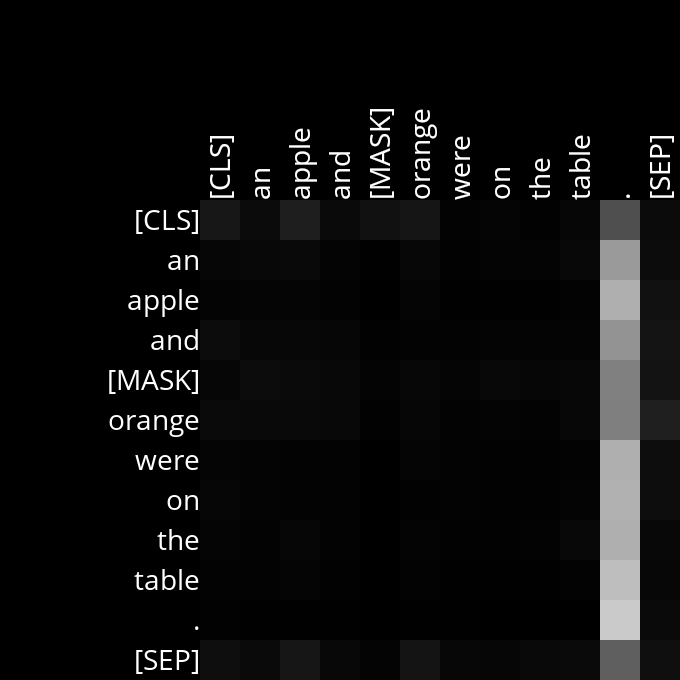 [CLS] an apple and [MASK] orange were on the table . [SEP]
[CLS]
an
apple
and
[MASK]
orange
were
on
the
table
.
[SEP]